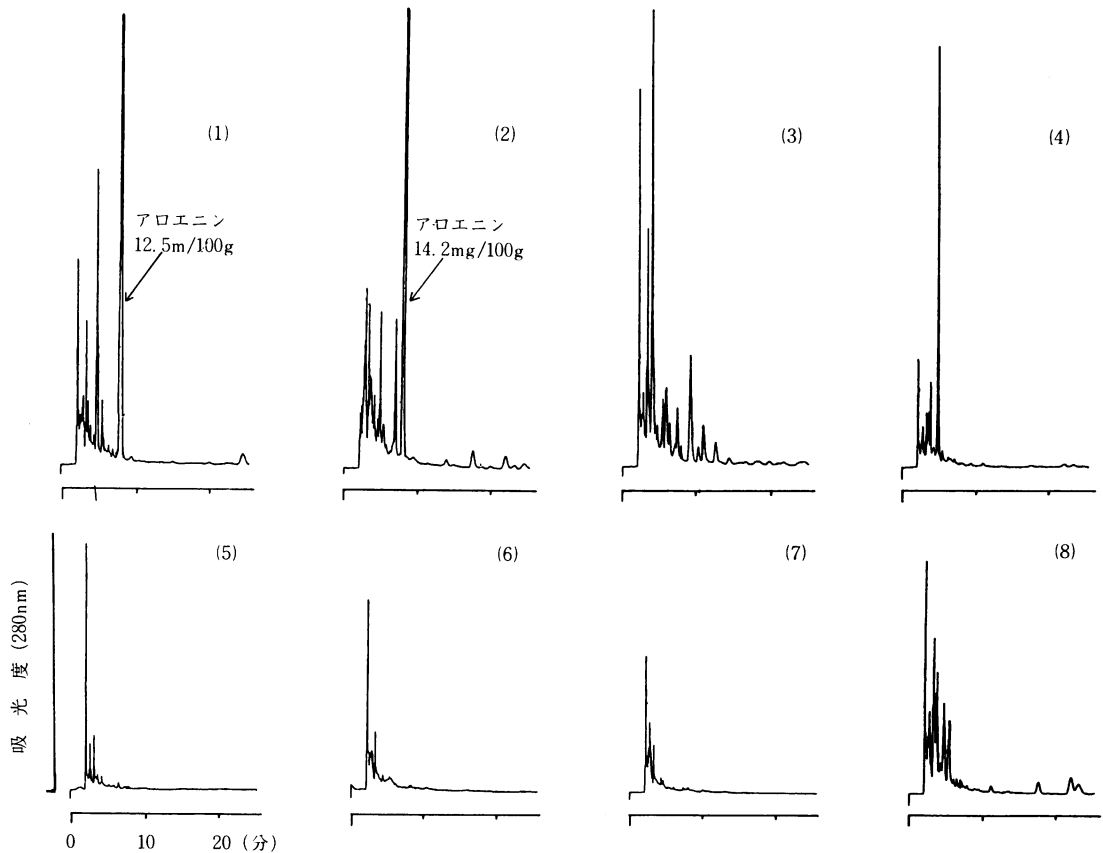 (1)
(2)
(3)
(4)
アロエニン
12.5m/100g
アロエニン
14.2mg/100g
(5)
(6)
(7)
(8)
吸光度(280nm)
0 10 20(分)